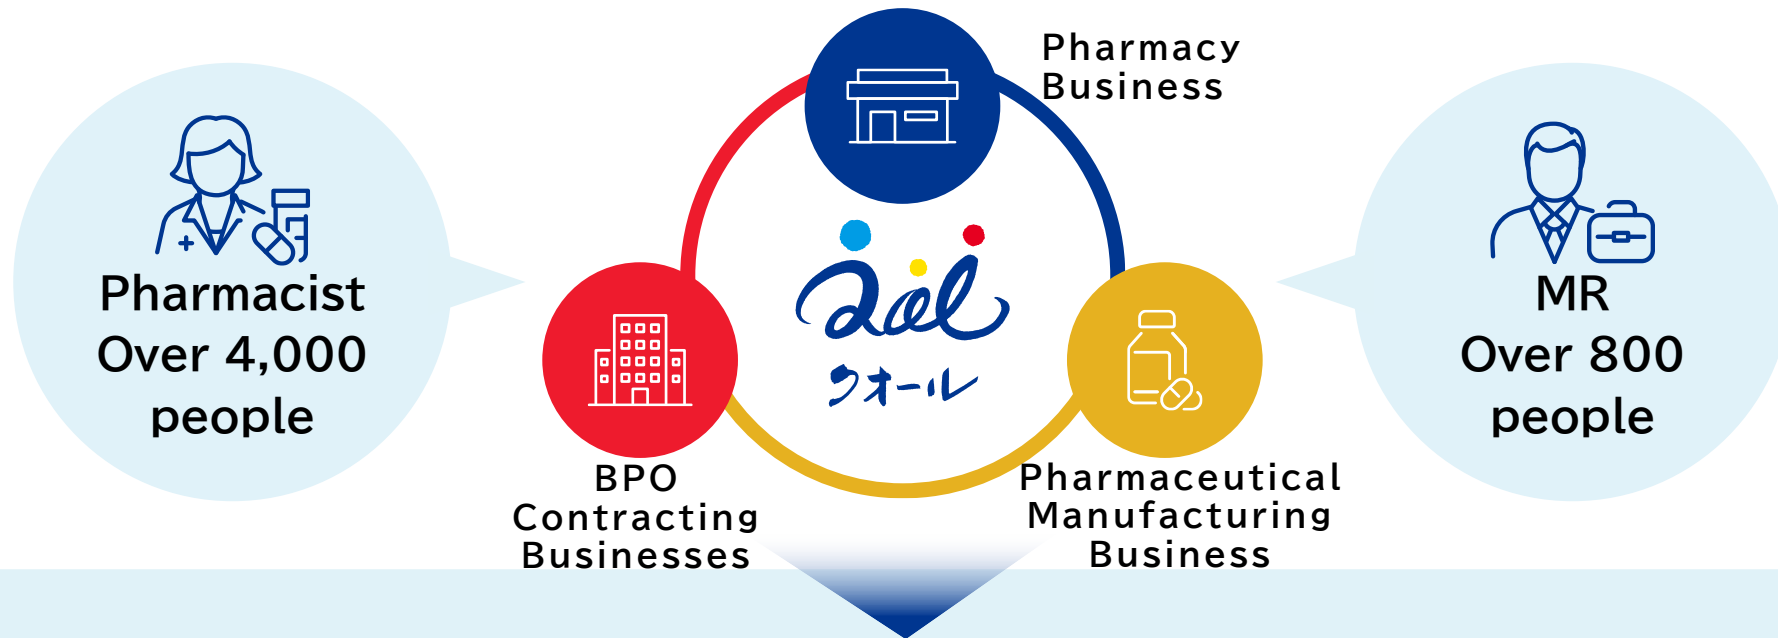 Pharmacy
Business
Pharmacist
Over 4,000
people
Qol
クオール
MR
Over 800
people
BPO
Contracting
Businesses
Pharmaceutical
Manufacturing
Business